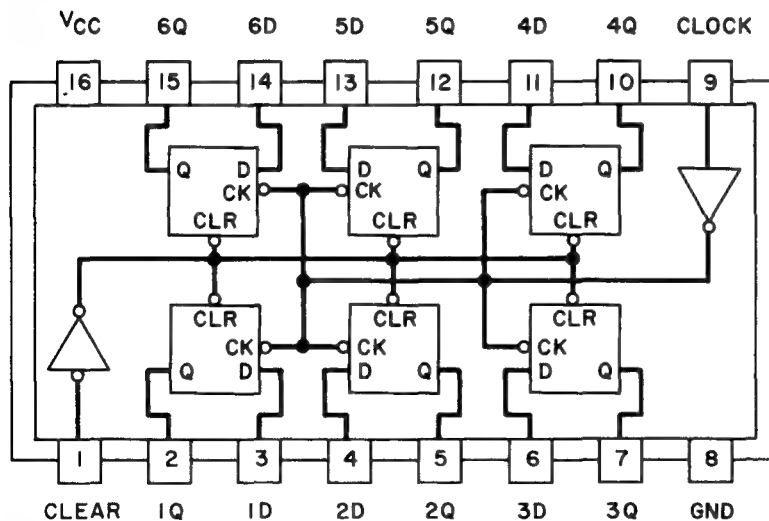 VCC 6Q 6D 5D 5Q 4D 4Q CLOCK
16 15 14 13 12 11 10 9
Q D D Q D Q
CK CK CK
CLR CLR CLR
CLR CLR CLR
CK CK CK
Q D D Q D Q
1 2 3 4 5 6 7 8
CLEAR 1Q 1D 2D 2Q 3D 3Q GND